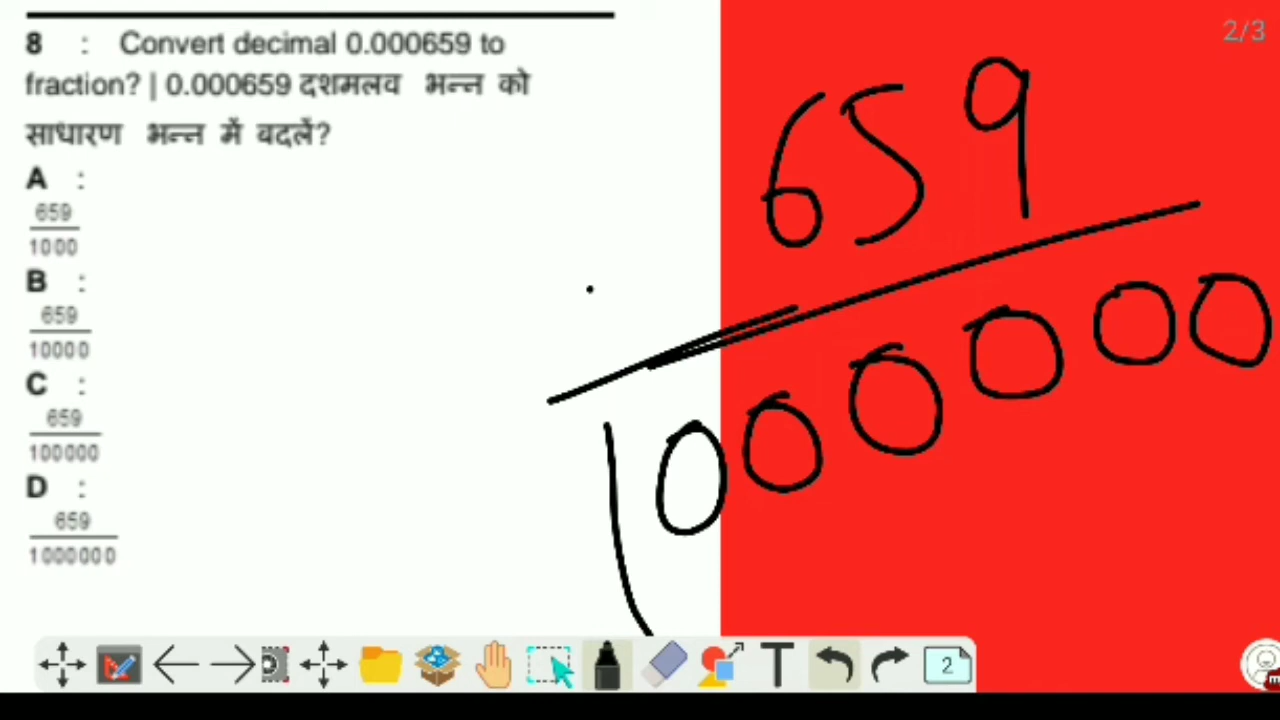 8 : Convert decimal 0.000659 to
fraction? | 0.000659 दशमलव भन्न को
साधारण भन्न में बदलें?
A :
659
1000
B :
659
10000
C :
659
100000
D :
659
1000000
2/3
659
1000000
T
2